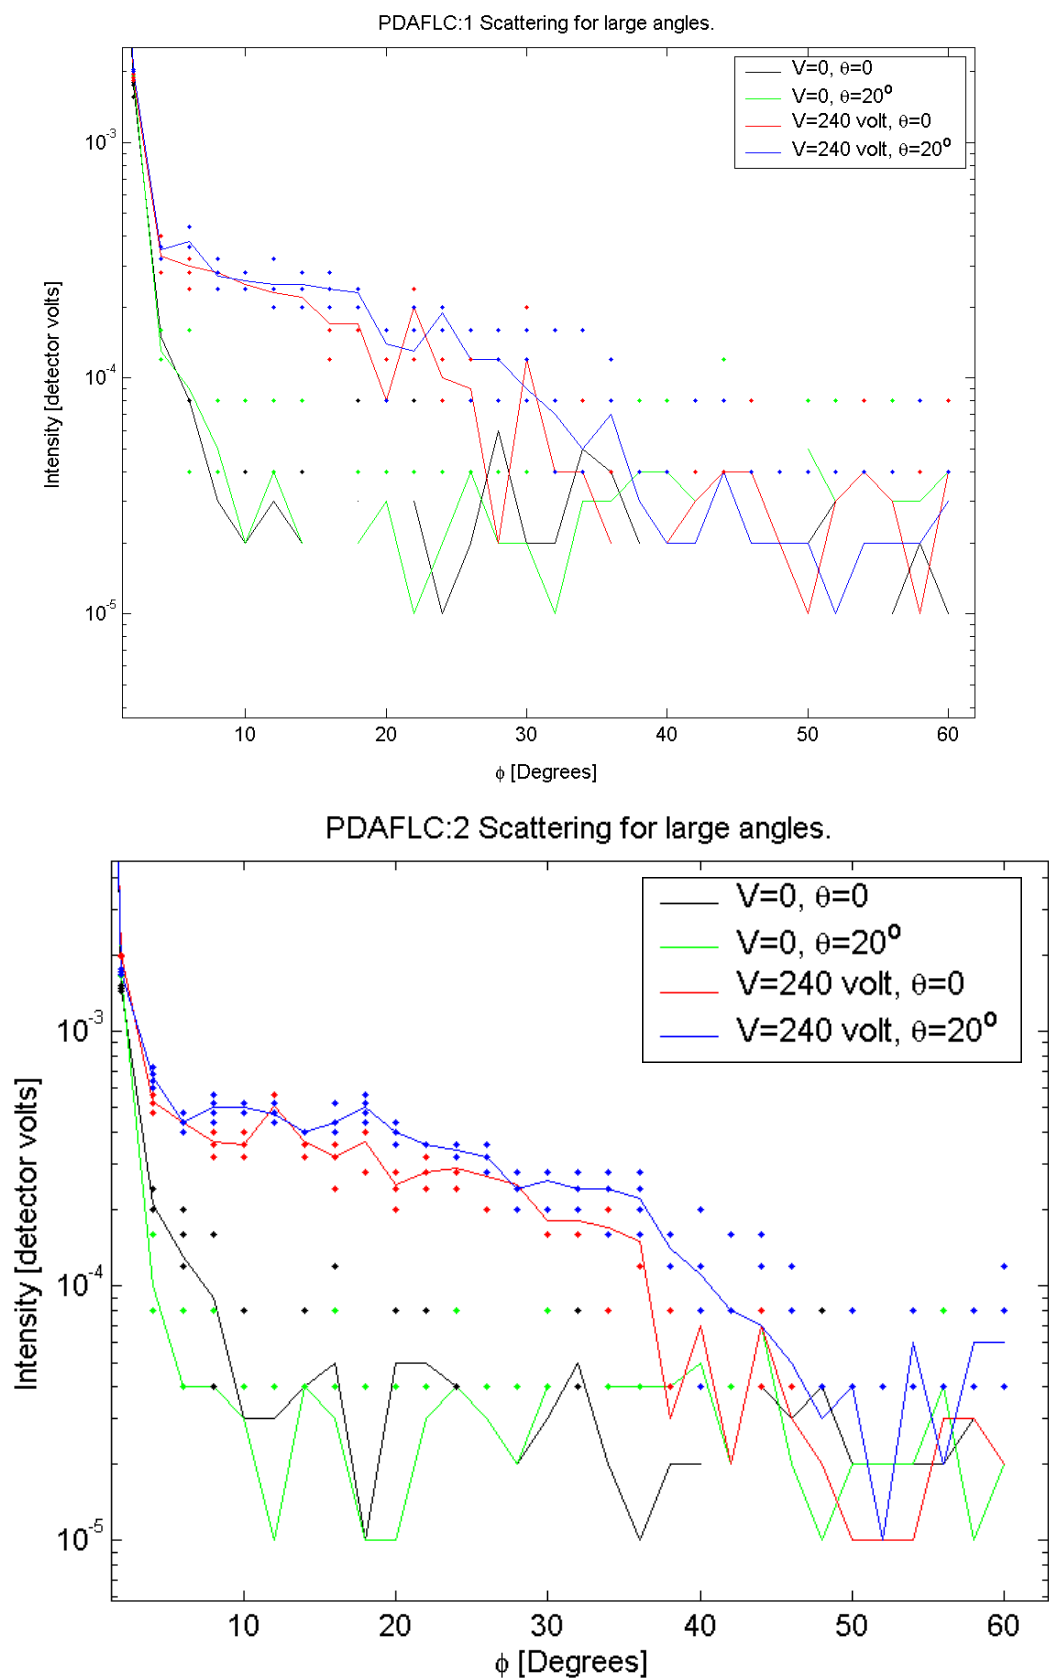 PDAFLC:1 Scattering for large angles.
V=0, θ=0
V=0, θ=20°
V=240 volt, θ=0
V=240 volt, θ=20°
Intensity [detector volts]
10^-3
10^-4
10^-5
10 20 30 40 50 60
ϕ [Degrees]
PDAFLC:2 Scattering for large angles.
V=0, θ=0
V=0, θ=20°
V=240 volt, θ=0
V=240 volt, θ=20°
Intensity [detector volts]
10^-3
10^-4
10^-5
10 20 30 40 50 60
ϕ [Degrees]